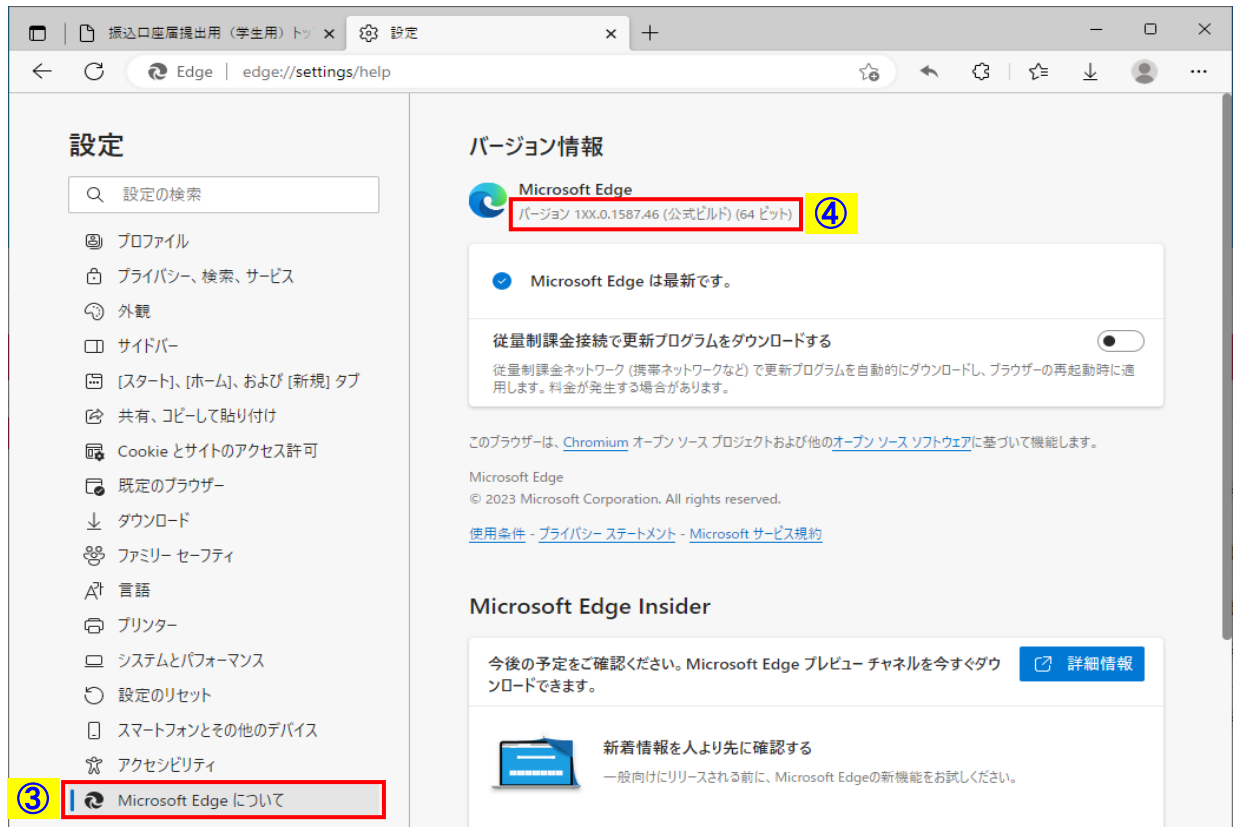 振込口座届提出用（学生用）トッ
設定
Edge | edge://settings/help
設定
設定の検索
プロファイル
プライバシー、検索、サービス
外観
サイドバー
[スタート]、[ホーム]、および [新規] タブ
共有、コピーして貼り付け
Cookie とサイトのアクセス許可
既定のブラウザー
ダウンロード
ファミリー セーフティ
言語
プリンター
システムとパフォーマンス
設定のリセット
スマートフォンとその他のデバイス
アクセシビリティ
③ Microsoft Edge について
バージョン情報
Microsoft Edge
バージョン 1XX.0.1587.46 (公式ビルド) (64 ビット) ④
Microsoft Edge は最新です。
従量制課金接続で更新プログラムをダウンロードする
従量制課金ネットワーク (携帯ネットワークなど) で更新プログラムを自動的にダウンロードし、ブラウザーの再起動時に適
用します。料金が発生する場合があります。
このブラウザーは、Chromium オープン ソース プロジェクトおよび他のオープン ソース ソフトウェアに基づいて機能します。
Microsoft Edge
© 2023 Microsoft Corporation. All rights reserved.
使用条件 - プライバシー ステートメント - Microsoft サービス規約
Microsoft Edge Insider
今後の予定をご確認ください。Microsoft Edge プレビュー チャネルを今すぐダウ
ンロードできます。
詳細情報
新着情報を人より先に確認する
一般向けにリリースされる前に、Microsoft Edgeの新機能をお試しください。